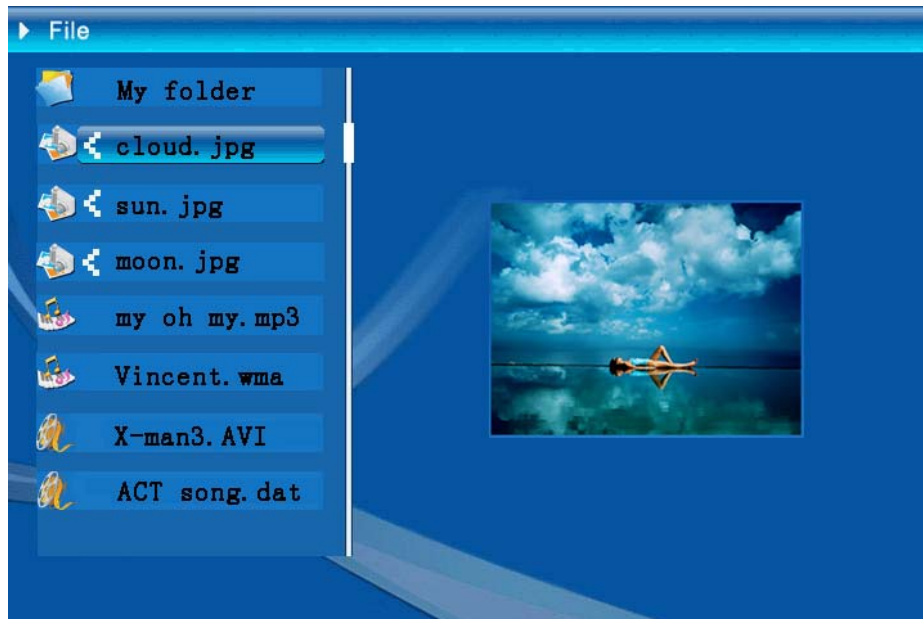 File
My folder
cloud.jpg
sun.jpg
moon.jpg
my oh my.mp3
Vincent.wma
X-man3.AVI
ACT song.dat